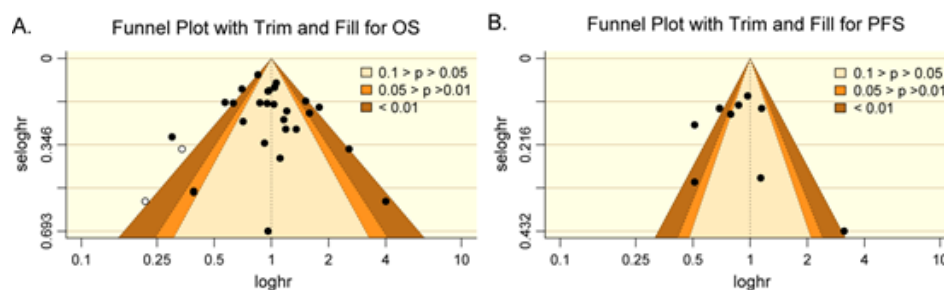 A.
Funnel Plot with Trim and Fill for OS
0.1 > p > 0.05
0.05 > p >0.01
< 0.01
seloghr
0
0.346
0.693
0.1 0.25 0.5 1 2 4 10
loghr
B.
Funnel Plot with Trim and Fill for PFS
0.1 > p > 0.05
0.05 > p >0.01
< 0.01
seloghr
0
0.216
0.432
0.1 0.25 0.5 1 2 4 10
loghr